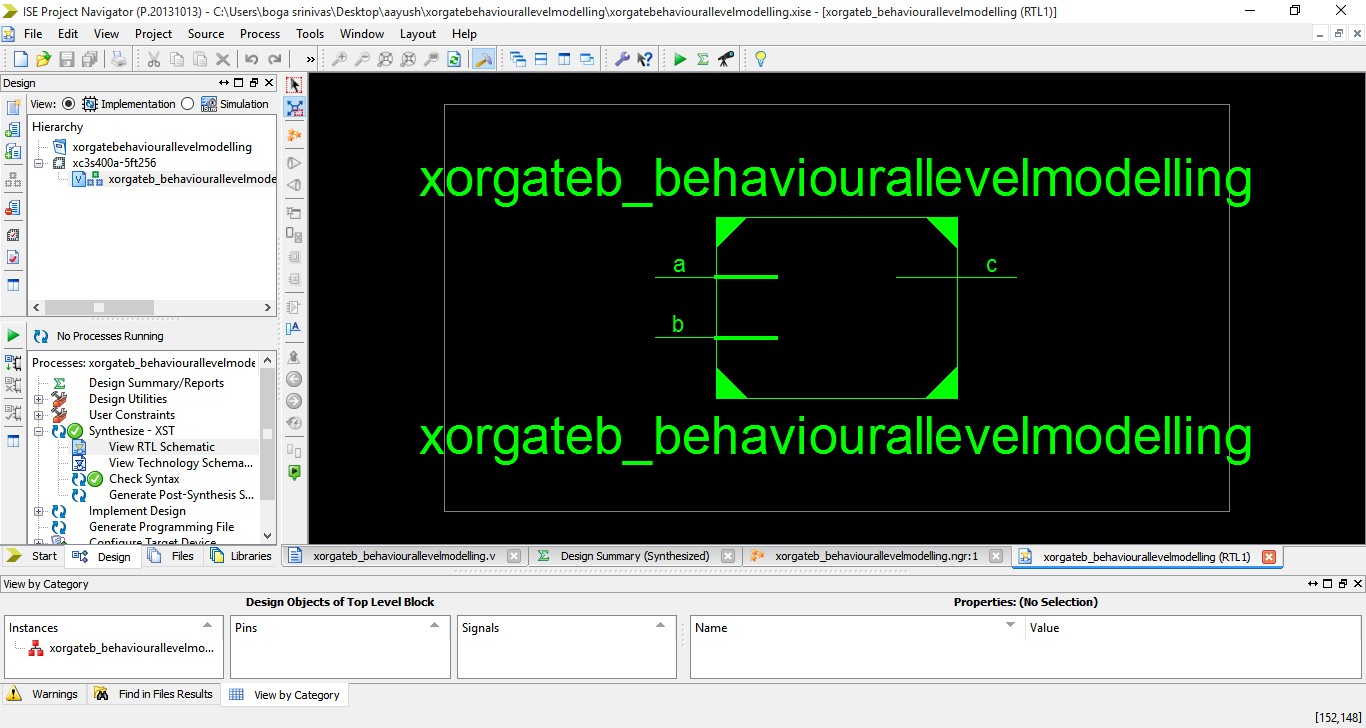 ISE Project Navigator (P.20131013) - C:\Users\boga srinivas\Desktop\aayush\xorgatebehaviourallevelmodelling\xorgatebehaviourallevelmodelling.xise - [xorgateb_behaviourallevelmodelling (RTL1)]
File Edit View Project Source Process Tools Window Layout Help
»
Design
View: Implementation Simulation
Hierarchy
xorgatebehaviourallevelmodelling
xc3s400a-5ft256
V xorgateb_behaviourallevelmode
No Processes Running
Processes: xorgateb_behaviourallevelmode
Design Summary/Reports
Design Utilities
User Constraints
Synthesize - XST
View RTL Schematic
View Technology Schema...
Check Syntax
Generate Post-Synthesis S...
Implement Design
Generate Programming File
Configure Target Device
Start Design Files Libraries
A
xorgateb_behaviourallevelmodelling
a
c
b
xorgateb_behaviourallevelmodelling
xorgateb_behaviourallevelmodelling.v Design Summary (Synthesized) xorgateb_behaviourallevelmodelling.ngr:1 xorgateb_behaviourallevelmodelling (RTL1)
View by Category
Design Objects of Top Level Block Properties: (No Selection)
Instances Pins Signals Name Value
xorgateb_behaviourallevelmo...
Warnings Find in Files Results View by Category
[152,148]